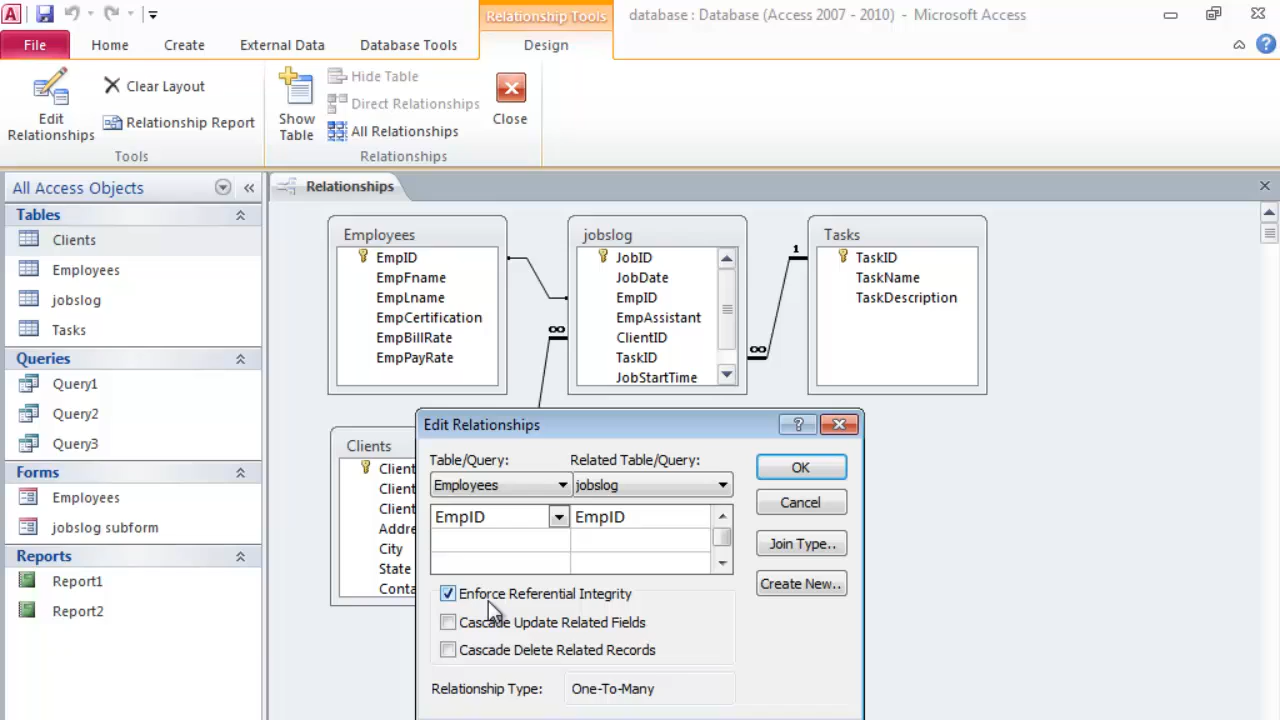 Relationship Tools
database : Database (Access 2007 - 2010) - Microsoft Access
File Home Create External Data Database Tools Design
Edit Relationships
Clear Layout
Relationship Report
Tools
Show Table
Hide Table
Direct Relationships
All Relationships
Close
Relationships
All Access Objects
Tables
Clients
Employees
jobslog
Tasks
Queries
Query1
Query2
Query3
Forms
Employees
jobslog subform
Reports
Report1
Report2
Relationships
Employees
EmpID
EmpFname
EmpLname
EmpCertification
EmpBillRate
EmpPayRate
∞
jobslog
JobID
JobDate
EmpID
EmpAssistant
ClientID
TaskID
JobStartTime
1
∞
Tasks
TaskID
TaskName
TaskDescription
Clients
Client
Client
Client
Addre
City
State
Conta
Edit Relationships
Table/Query: Related Table/Query:
Employees jobslog
EmpID EmpID
Enforce Referential Integrity
Cascade Update Related Fields
Cascade Delete Related Records
Relationship Type: One-To-Many
OK
Cancel
Join Type..
Create New..